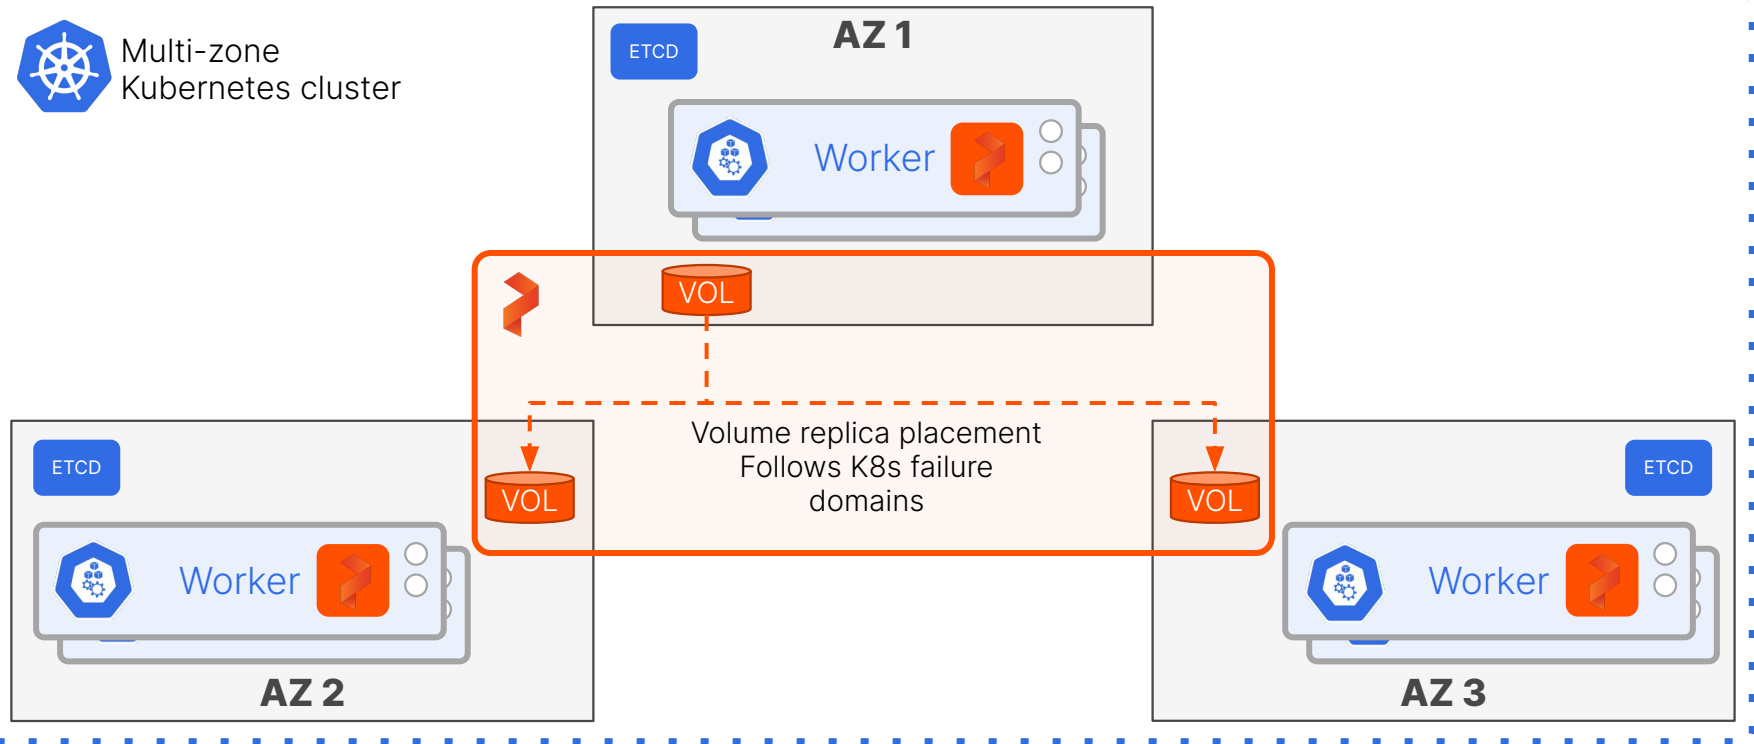 Multi-zone
Kubernetes cluster
AZ 1
ETCD
Worker
VOL
Volume replica placement
Follows K8s failure
domains
ETCD
VOL
Worker
AZ 2
ETCD
VOL
Worker
AZ 3